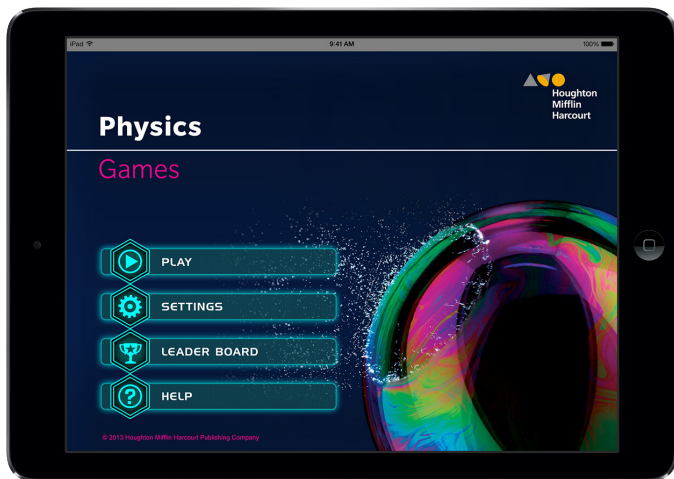 iPad 9:41 AM 100%
Houghton
Mifflin
Harcourt
Physics
Games
PLAY
SETTINGS
LEADER BOARD
?
HELP
© 2013 Houghton Mifflin Harcourt Publishing Company